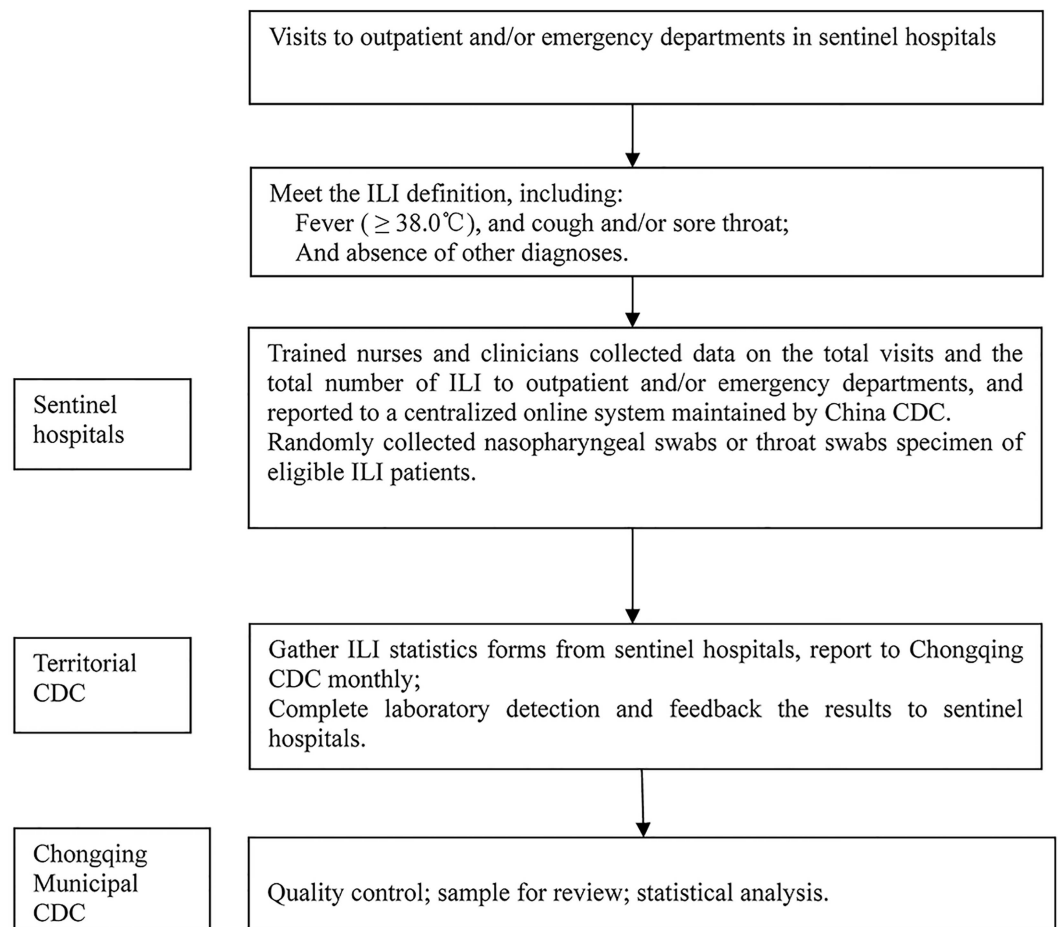 Visits to outpatient and/or emergency departments in sentinel hospitals
Meet the ILI definition, including:
Fever ( ≥ 38.0℃), and cough and/or sore throat;
And absence of other diagnoses.
Sentinel
hospitals
Trained nurses and clinicians collected data on the total visits and the
total number of ILI to outpatient and/or emergency departments, and
reported to a centralized online system maintained by China CDC.
Randomly collected nasopharyngeal swabs or throat swabs specimen of
eligible ILI patients.
Territorial
CDC
Gather ILI statistics forms from sentinel hospitals, report to Chongqing
CDC monthly;
Complete laboratory detection and feedback the results to sentinel
hospitals.
Chongqing
Municipal
CDC
Quality control; sample for review; statistical analysis.